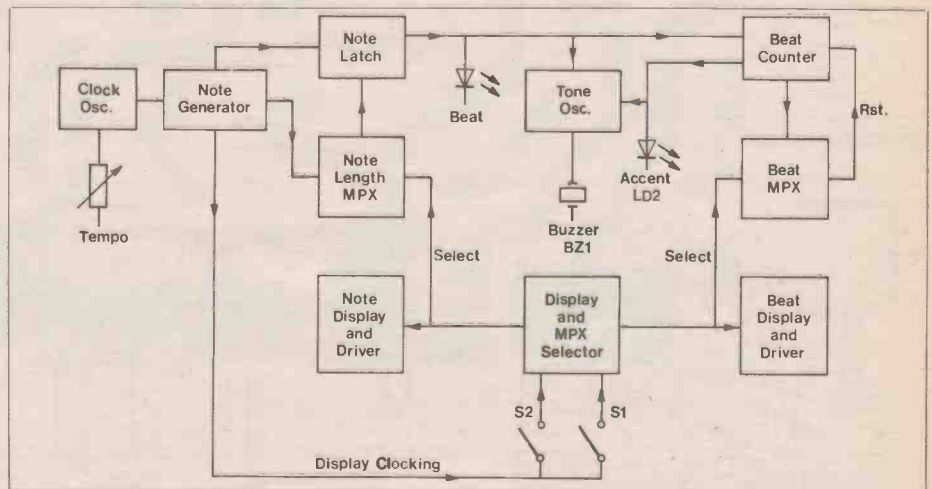 Clock
Osc.
Tempo
Note
Generator
Note
Latch
Note
Length
MPX
Beat
Tone
Osc.
Buzzer
BZ1
Accent
LD2
Beat
Counter
Rst.
Beat
MPX
Select
Select
Note
Display
and
Driver
Display
and
MPX
Selector
Beat
Display
and
Driver
S2
S1
Display Clocking